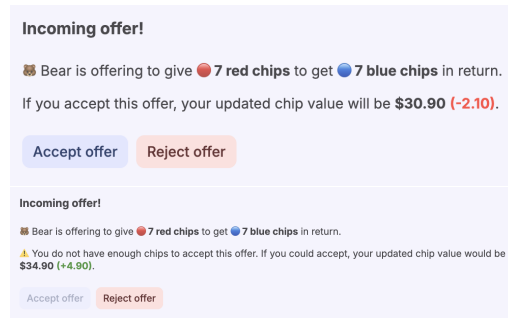 Incoming offer!
🐻 Bear is offering to give 🔴 7 red chips to get 🔵 7 blue chips in return.
If you accept this offer, your updated chip value will be $30.90 (-2.10).
Accept offer Reject offer
Incoming offer!
🐻 Bear is offering to give 🔴 7 red chips to get 🔵 7 blue chips in return.
⚠️ You do not have enough chips to accept this offer. If you could accept, your updated chip value would be
$34.90 (+4.90).
Accept offer Reject offer